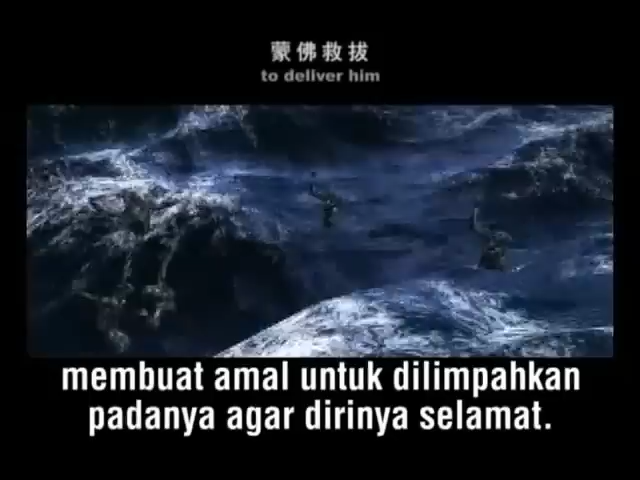 蒙佛救拔
to deliver him
membuat amal untuk dilimpahkan
padanya agar dirinya selamat.